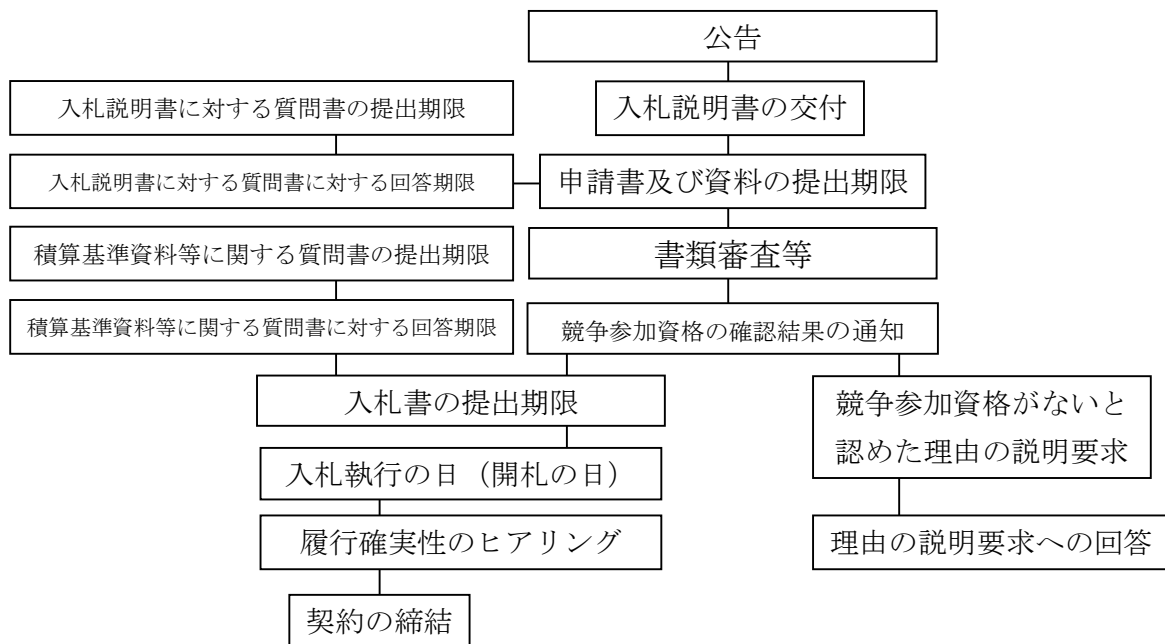 公告
入札説明書に対する質問書の提出期限
入札説明書の交付
入札説明書に対する質問書に対する回答期限
申請書及び資料の提出期限
積算基準資料等に関する質問書の提出期限
書類審査等
積算基準資料等に関する質問書に対する回答期限
競争参加資格の確認結果の通知
入札書の提出期限
競争参加資格がないと
認めた理由の説明要求
入札執行の日（開札の日）
履行確実性のヒアリング
理由の説明要求への回答
契約の締結